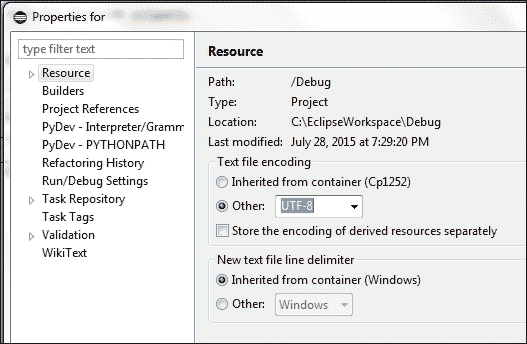 Properties for
type filter text
Resource
Builders
Project References
PyDev - Interpreter/Gramm
PyDev - PYTHONPATH
Refactoring History
Run/Debug Settings
Task Repository
Task Tags
Validation
WikiText
Resource
Path: /Debug
Type: Project
Location: C:\EclipseWorkspace\Debug
Last modified: July 28, 2015 at 7:29:20 PM
Text file encoding
Inherited from container (Cp1252)
Other: UTF-8
Store the encoding of derived resources separately
New text file line delimiter
Inherited from container (Windows)
Other: Windows